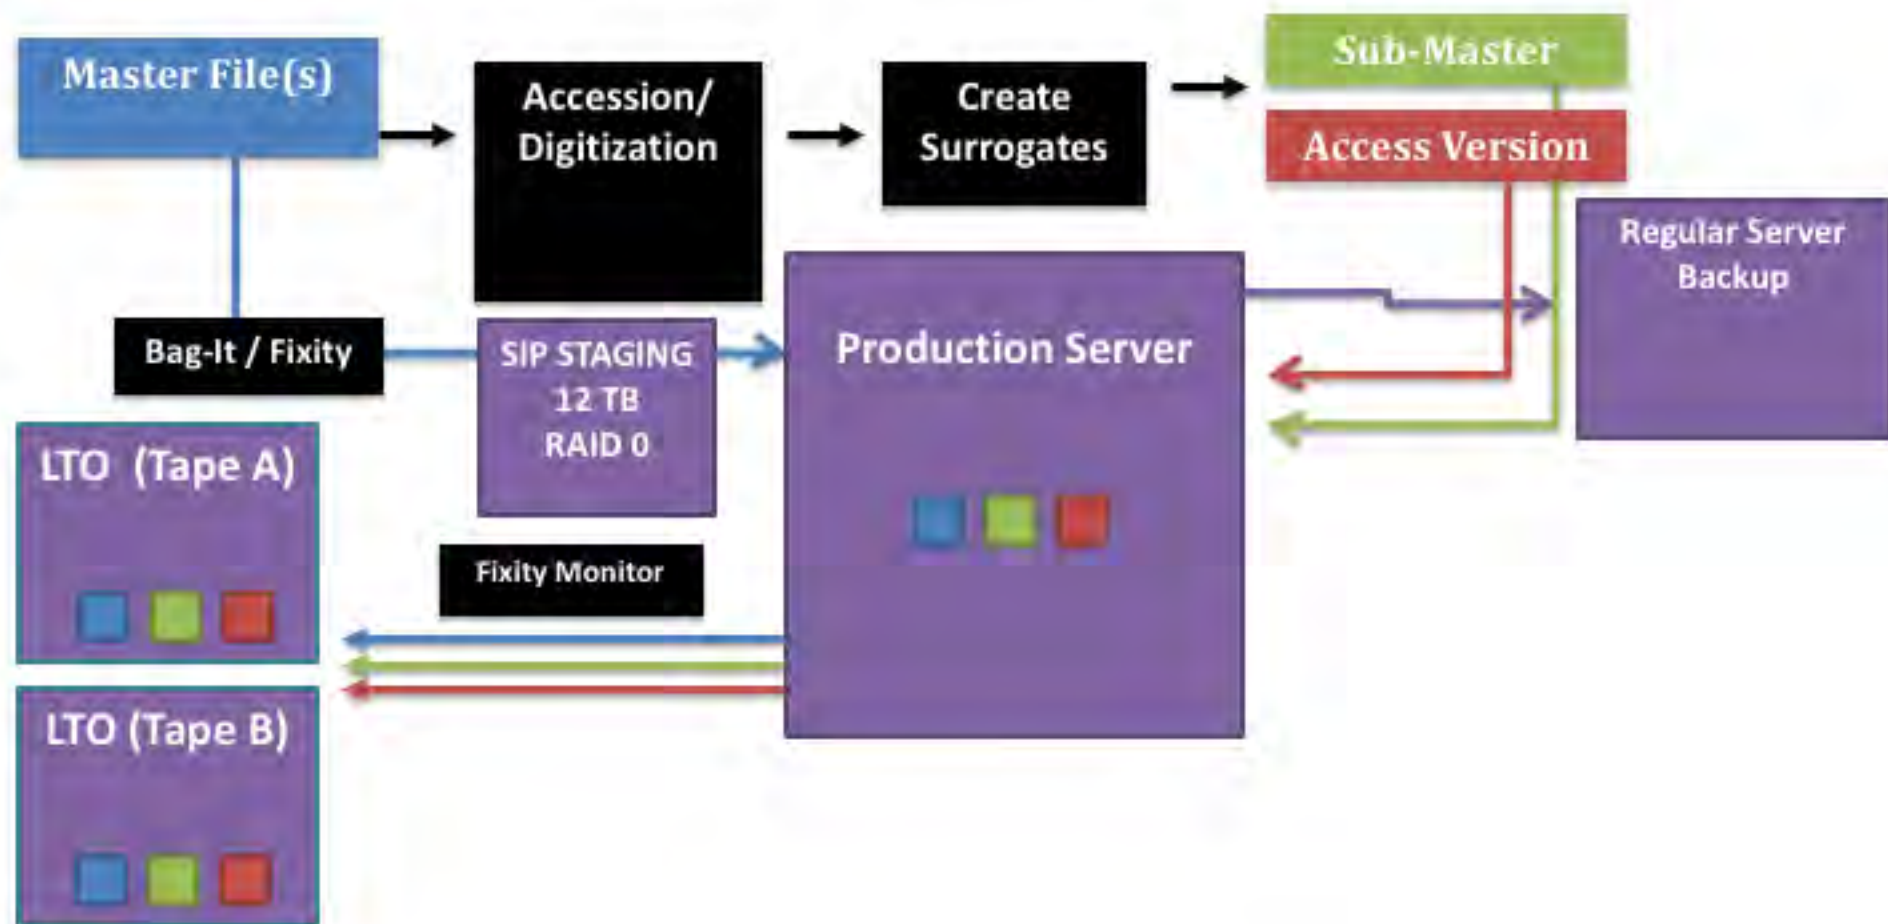 Master File(s)
Accession/
Digitization
Create
Surrogates
Sub-Master
Access Version
Regular Server
Backup
Bag-It / Fixity
SIP STAGING
12 TB
RAID 0
Production Server
LTO (Tape A)
Fixity Monitor
LTO (Tape B)